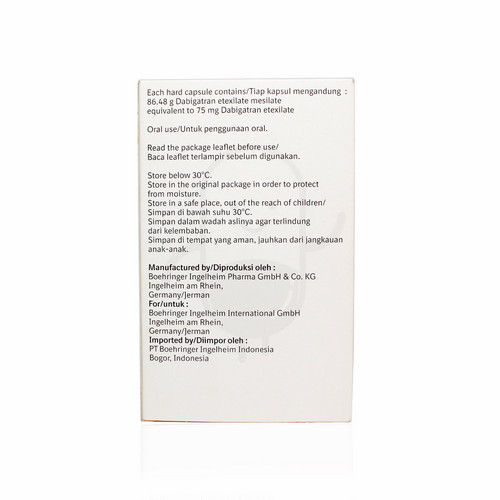 Each hard capsule contains/Tiap kapsul mengandung :
86.48 g Dabigatran etexilate mesilate
equivalent to 75 mg Dabigatran etexilate
Oral use/Untuk penggunaan oral.
Read the package leaflet before use/
Baca leaflet terlampir sebelum digunakan.
Store below 30°C.
Store in the original package in order to protect
from moisture.
Store in a safe place, out of the reach of children/
Simpan di bawah suhu 30°C.
Simpan dalam wadah aslinya agar terlindung
dari kelembaban.
Simpan di tempat yang aman, jauhkan dari jangkauan
anak-anak.
Manufactured by/Diproduksi oleh :
Boehringer Ingelheim Pharma GmbH & Co. KG
Ingelheim am Rhein,
Germany/Jerman
For/untuk :
Boehringer Ingelheim International GmbH
Ingelheim am Rhein,
Germany/Jerman
Imported by/Diimpor oleh :
PT Boehringer Ingelheim Indonesia
Bogor, Indonesia